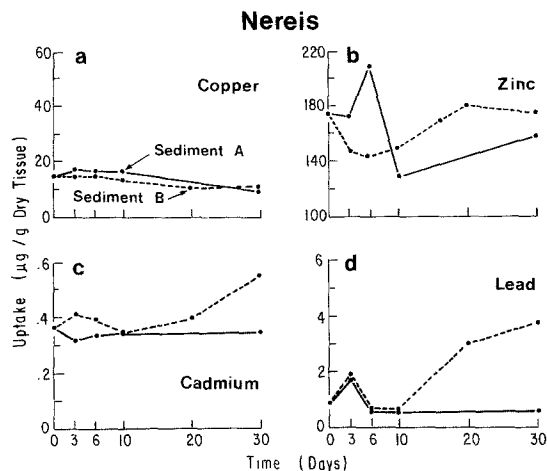 Nereis
a
b
60
40
20
0
Copper
Sediment A
Sediment B
220
180
140
100
Zinc
Uptake (µg/g Dry Tissue)
c
d
.6
.4
.2
0
Cadmium
6
4
2
0
Lead
0 3 6 10 20 30
0 3 6 10 20 30
Time (Days)